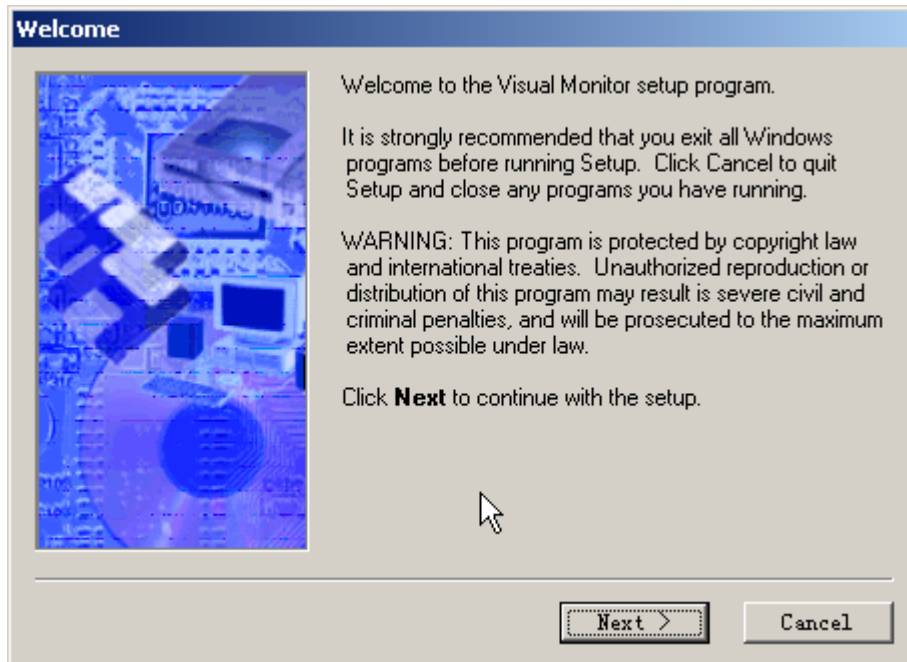 Welcome
Welcome to the Visual Monitor setup program.
It is strongly recommended that you exit all Windows
programs before running Setup. Click Cancel to quit
Setup and close any programs you have running.
WARNING: This program is protected by copyright law
and international treaties. Unauthorized reproduction or
distribution of this program may result is severe civil and
criminal penalties, and will be prosecuted to the maximum
extent possible under law.
Click Next to continue with the setup.
Next >
Cancel